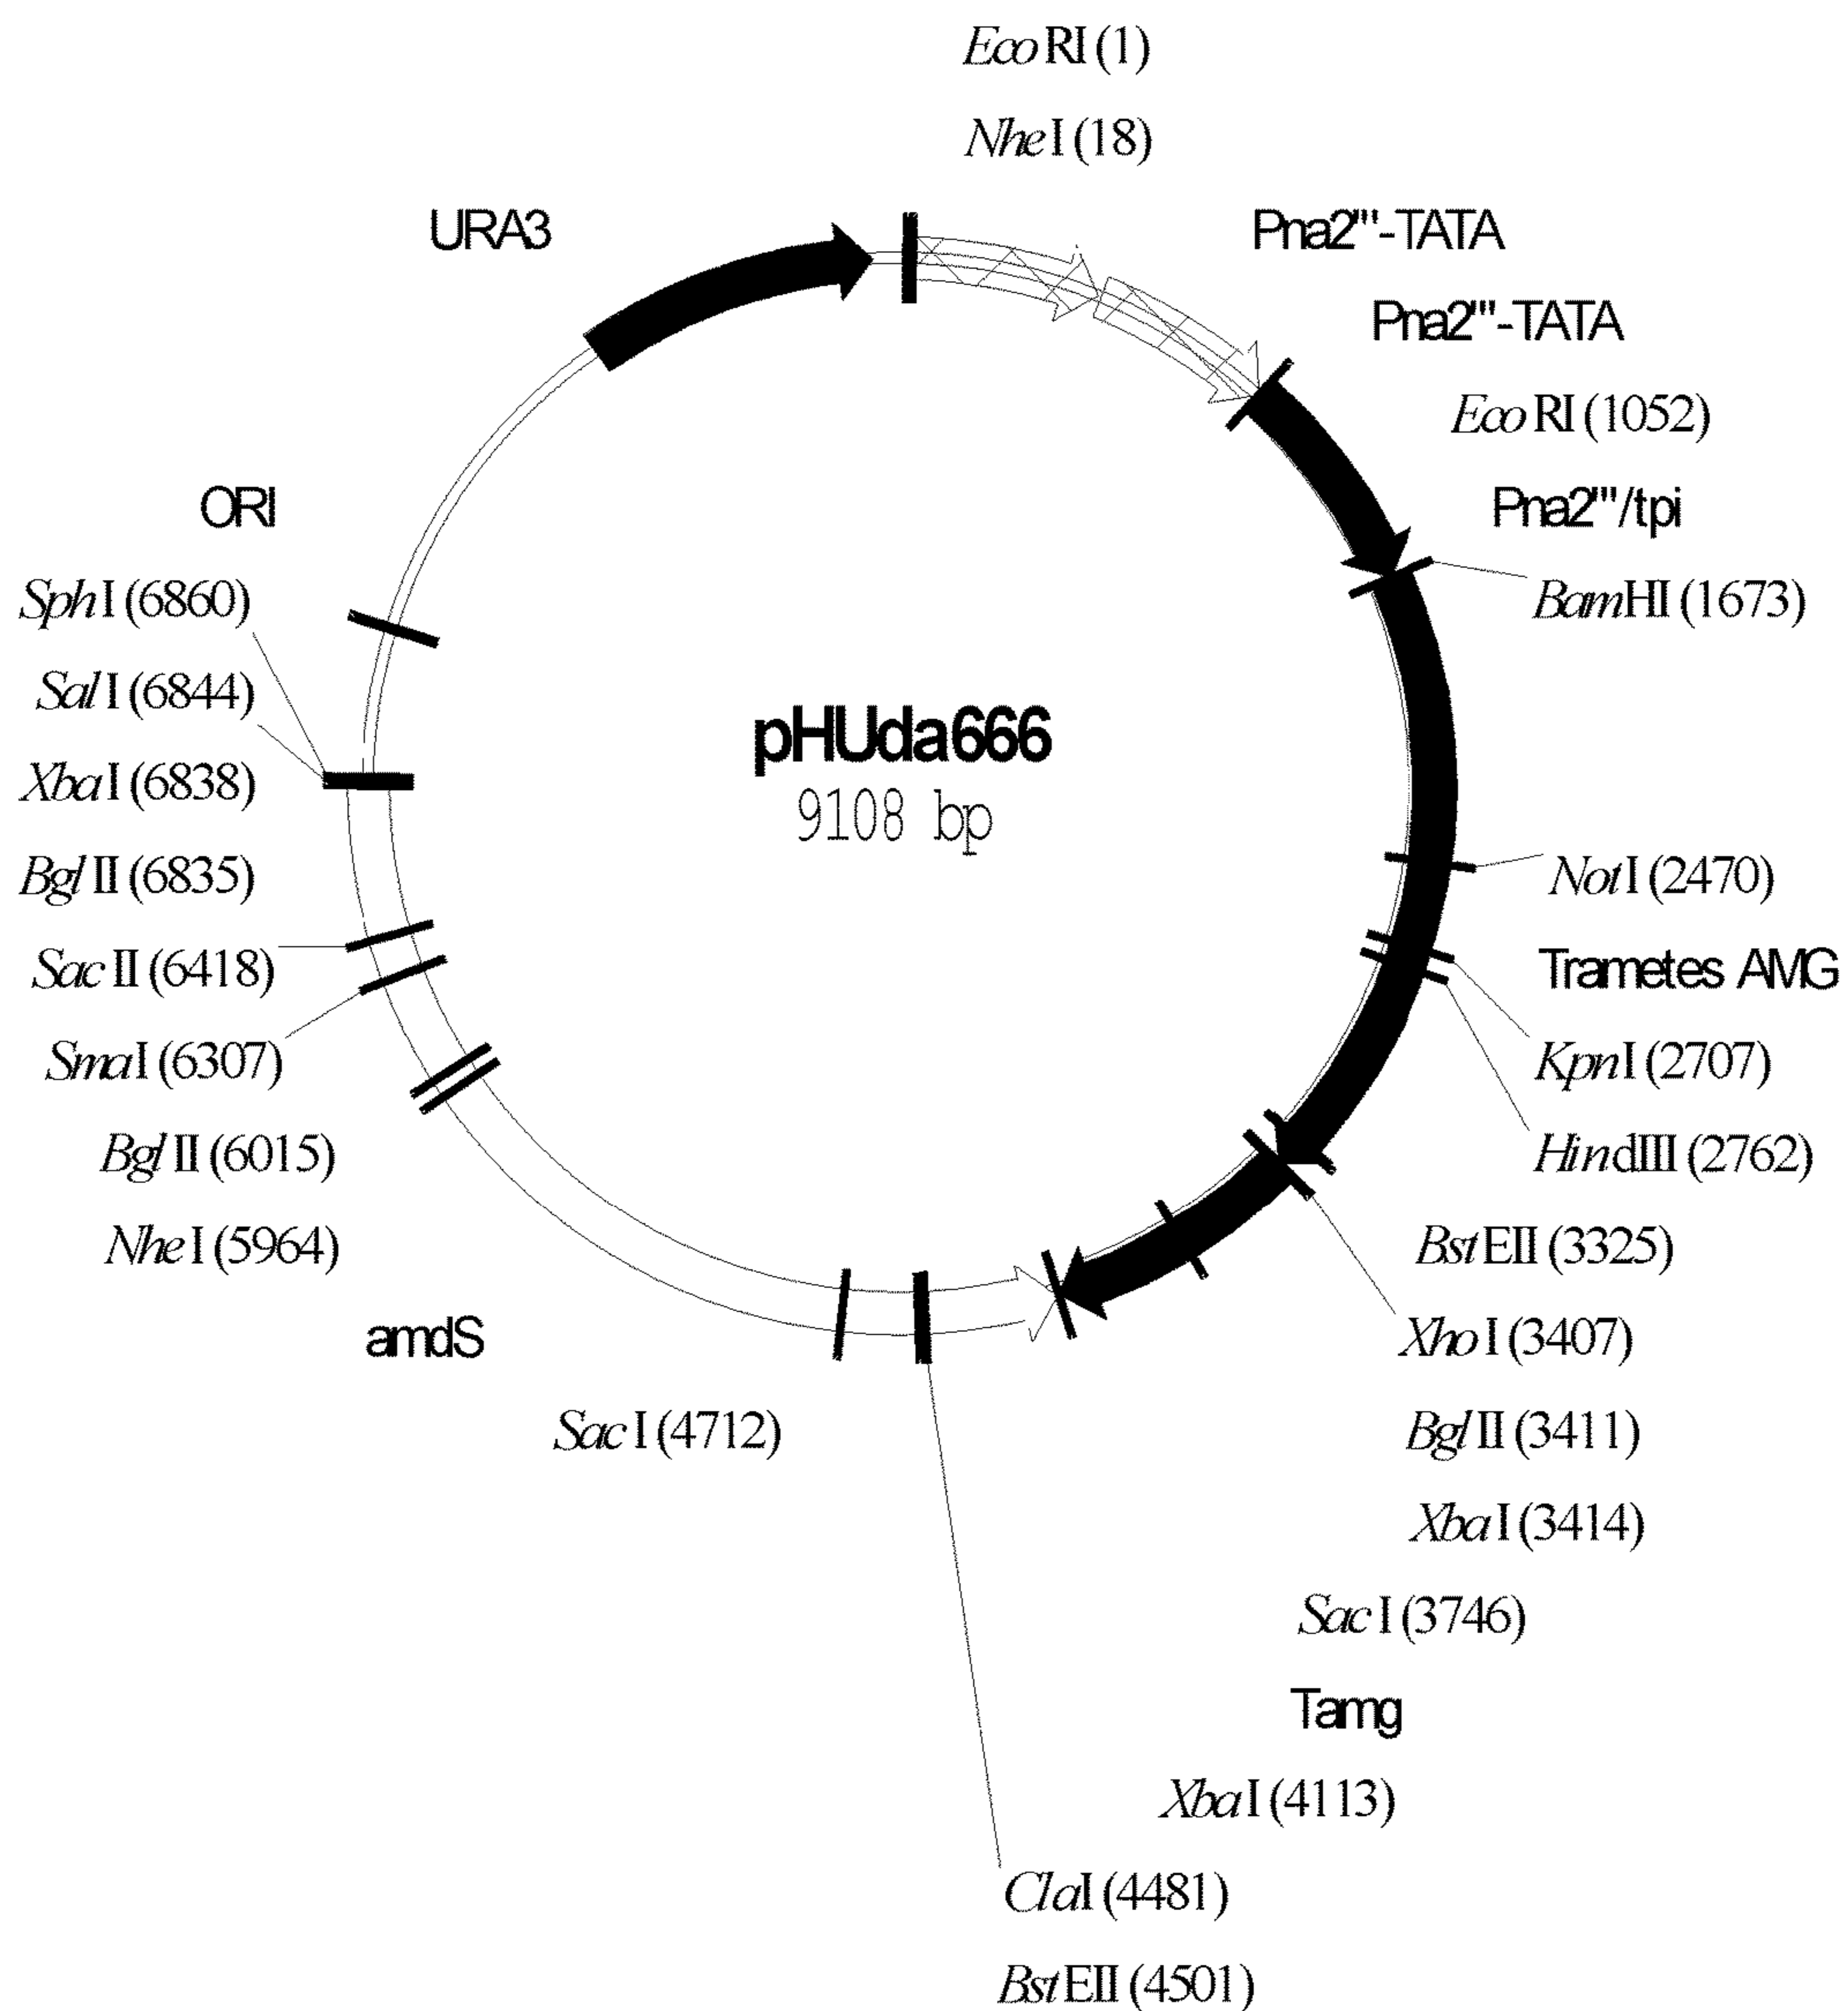 EcoRI (1)
NheI (18)
URA3
Pna2'''-TATA
Pna2'''-TATA
EcoRI (1052)
ORI
Pna2'''/tpi
SphI (6860)
BamHI (1673)
SalI (6844)
pHUda666
XbaI (6838)
9108 bp
BglII (6835)
NotI (2470)
SacII (6418)
Trametes AMG
SmaI (6307)
KpnI (2707)
BglII (6015)
HindIII (2762)
NheI (5964)
BstEII (3325)
amdS
XhoI (3407)
SacI (4712)
BglII (3411)
XbaI (3414)
SacI (3746)
Tamg
XbaI (4113)
ClaI (4481)
BstEII (4501)